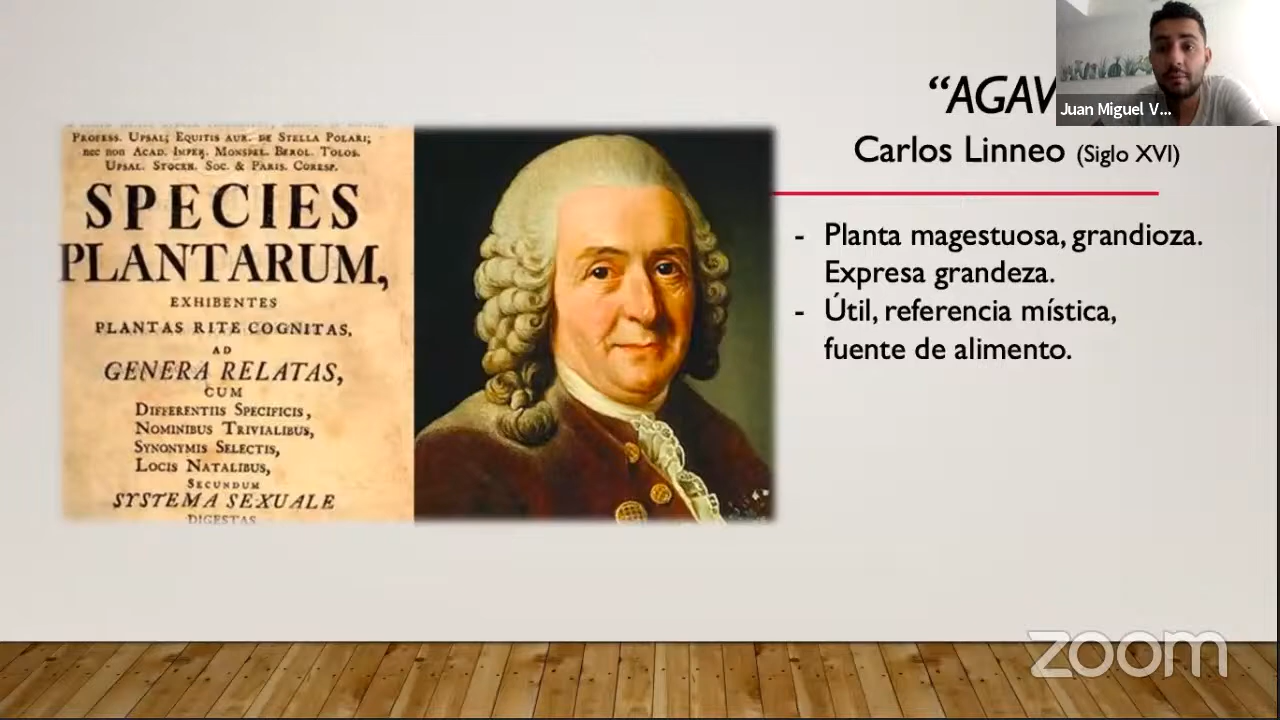 Profess. Upsal; Equitis aur. de Stella Polari;
nec non Acad. Imper. Monspel. Berol. Tolos.
Upsal. Stockh. Soc. & Paris. Coresp.
SPECIES
PLANTARUM,
EXHIBENTES
PLANTAS RITE COGNITAS,
AD
GENERA RELATAS,
CUM
Differentiis Specificis,
Nominibus Trivialibus,
Synonymis Selectis,
Locis Natalibus,
Secundum
SYSTEMA SEXUALE
DIGESTAS
“AGAV
Juan Miguel V...
Carlos Linneo (Siglo XVI)
- Planta magestuosa, grandioza.
Expresa grandeza.
- Útil, referencia mística,
fuente de alimento.
zoom